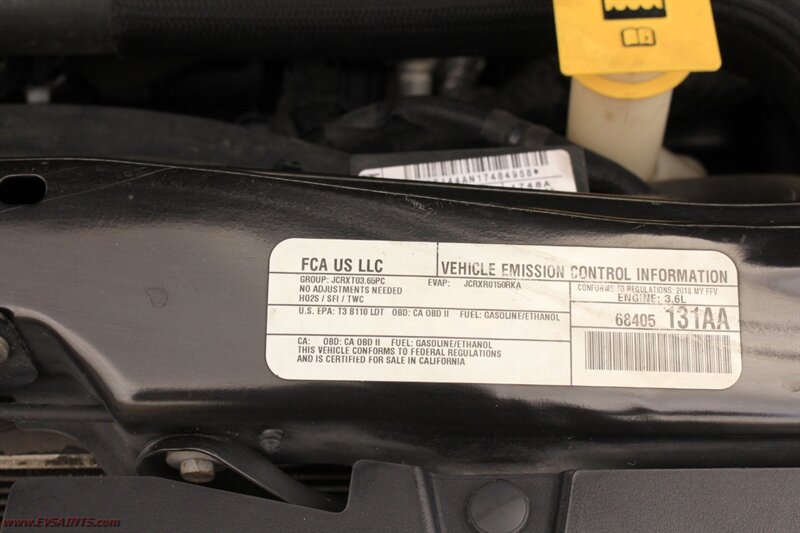 17484958*
174BA
FCA US LLC
VEHICLE EMISSION CONTROL INFORMATION
GROUP: JCRXT03.65PC EVAP: JCRXR0150RKA
NO ADJUSTMENTS NEEDED
HO2S / SFI / TWC
CONFORMS TO REGULATIONS: 2018 MY FFV
ENGINE: 3.6L
U.S. EPA: T3 B110 LDT OBD: CA OBD II FUEL: GASOLINE/ETHANOL
68405 131AA
CA: OBD: CA OBD II FUEL: GASOLINE/ETHANOL
THIS VEHICLE CONFORMS TO FEDERAL REGULATIONS
AND IS CERTIFIED FOR SALE IN CALIFORNIA
www.EVSAINTS.com